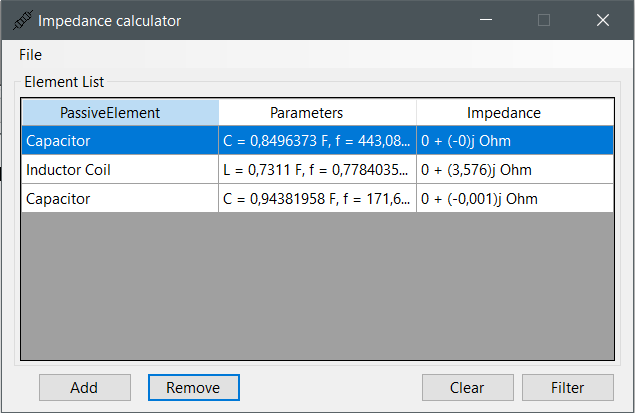 Impedance calculator
File
Element List
PassiveElement Parameters Impedance
Capacitor C = 0,8496373 F, f = 443,08... 0 + (-0)j Ohm
Inductor Coil L = 0,7311 F, f = 0,7784035... 0 + (3,576)j Ohm
Capacitor C = 0,94381958 F, f = 171,6... 0 + (-0,001)j Ohm
Add Remove Clear Filter